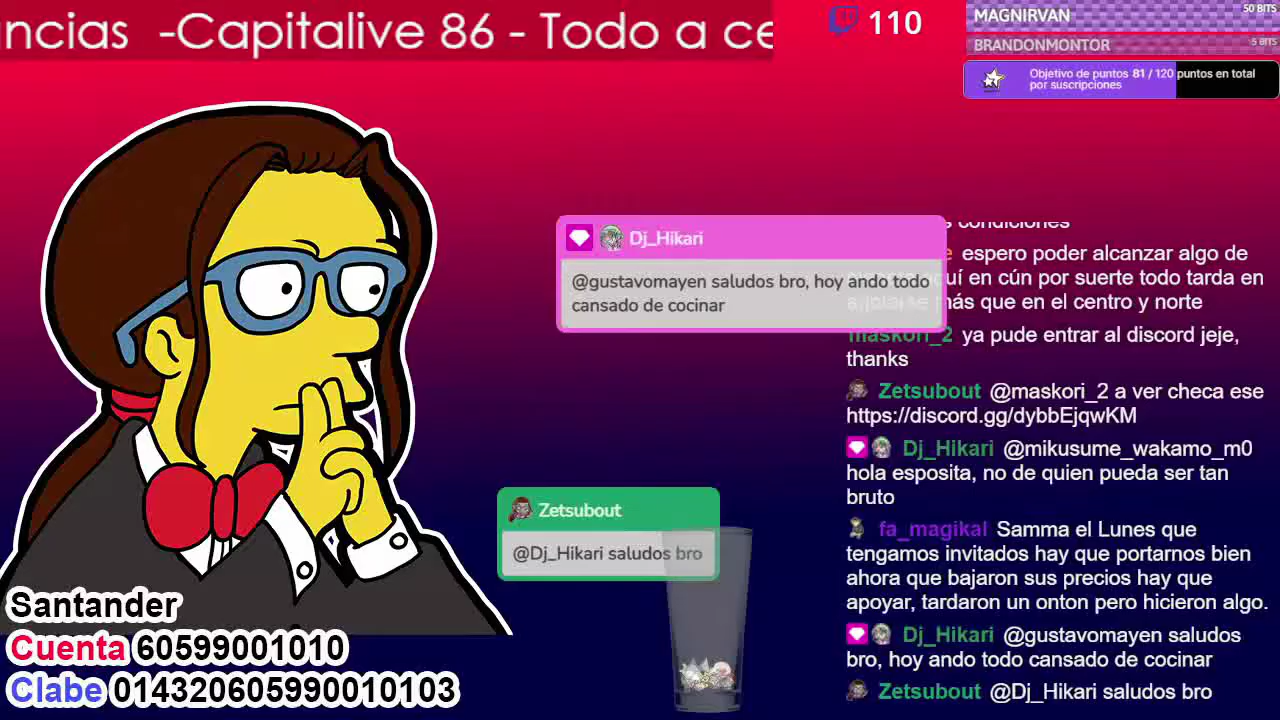 ncias -Capitalive 86 - Todo a ce
110
MAGNIRVAN
50 BITS
BRANDONMONTOR
5 BITS
Objetivo de puntos 81 / 120 puntos en total
por suscripciones
Dj_Hikari
@gustavomayen saludos bro, hoy ando todo
cansado de cocinar
Zetsubout
@Dj_Hikari saludos bro
condiciones
espero poder alcanzar algo de
aquí en cún por suerte todo tarda en
más que en el centro y norte
maskori_2 ya pude entrar al discord jeje,
thanks
Zetsubout @maskori_2 a ver checa ese
https://discord.gg/dybbEjqwKM
Dj_Hikari @mikusume_wakamo_m0
hola esposita, no de quien pueda ser tan
bruto
fa_magikal Samma el Lunes que
tengamos invitados hay que portarnos bien
ahora que bajaron sus precios hay que
apoyar, tardaron un onton pero hicieron algo.
Dj_Hikari @gustavomayen saludos
bro, hoy ando todo cansado de cocinar
Zetsubout @Dj_Hikari saludos bro
Santander
Cuenta 60599001010
Clabe 014320605990010103